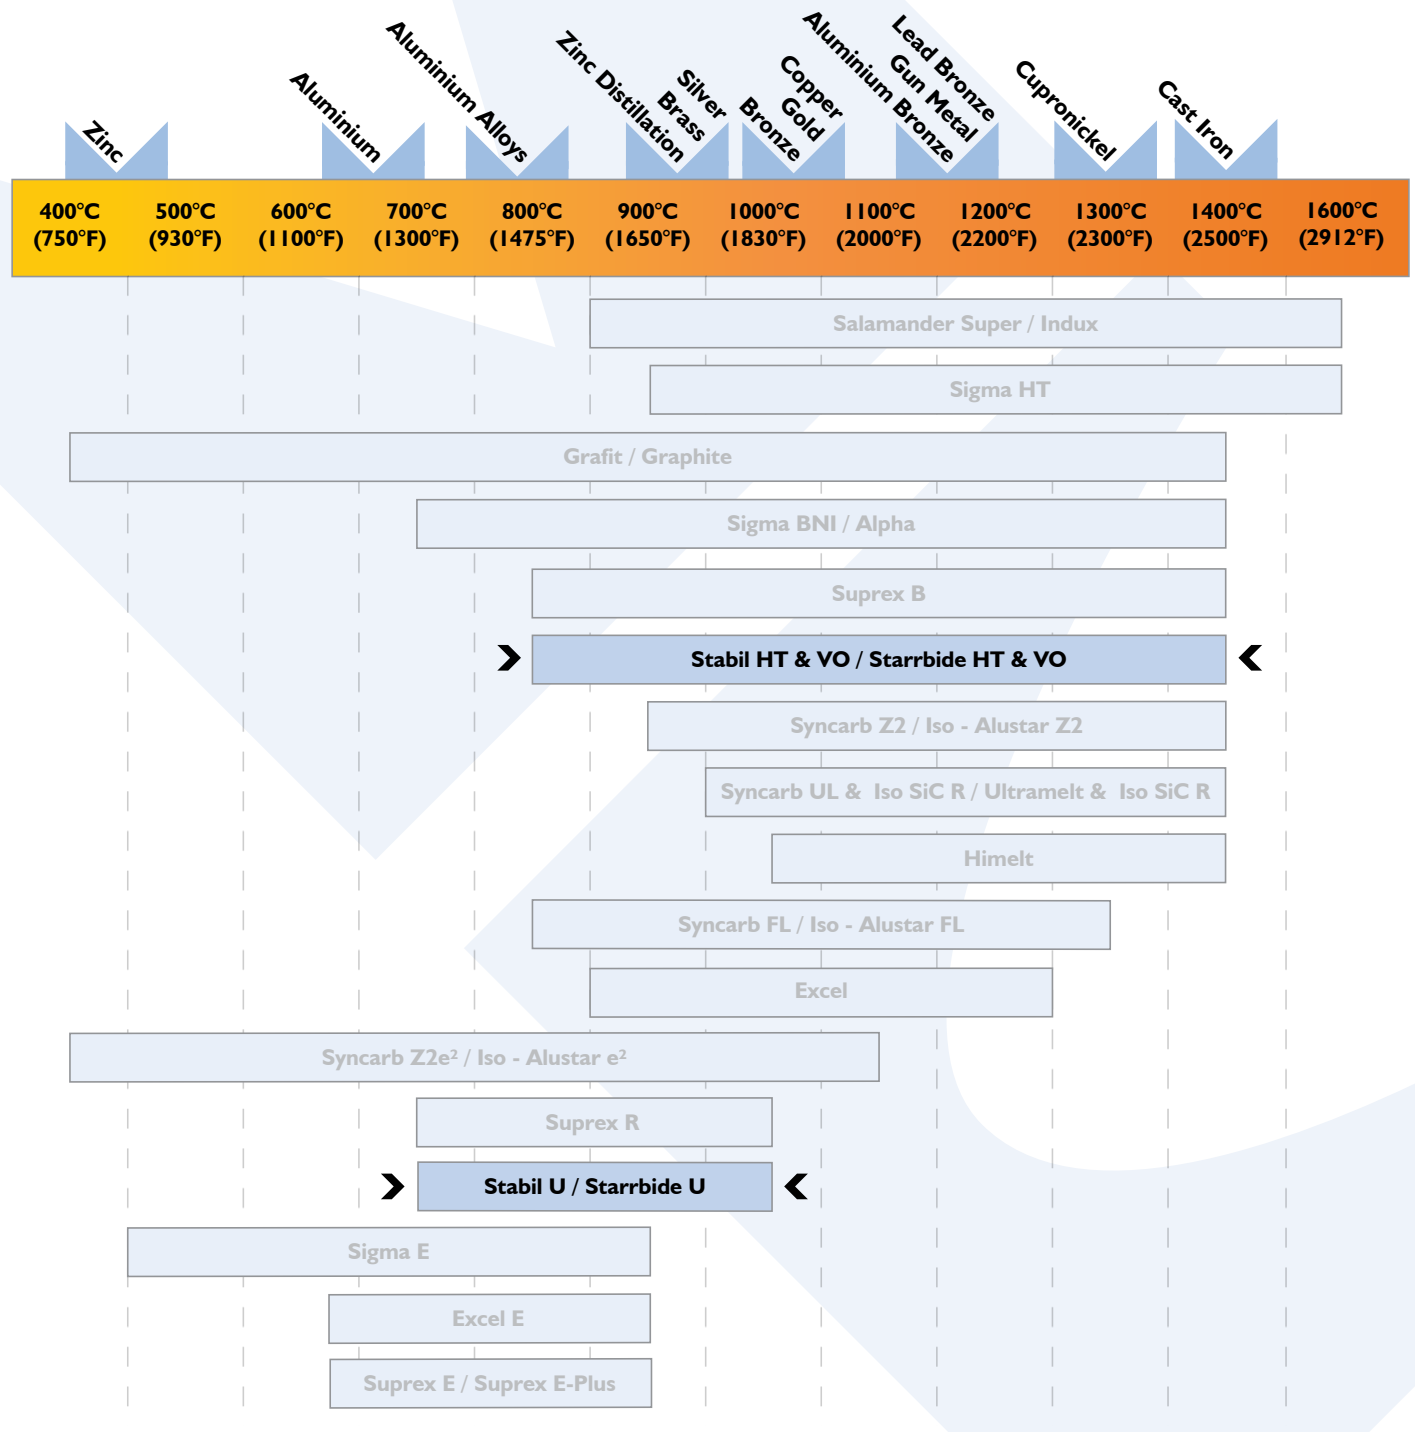 Zinc
Aluminium
Aluminium Alloys
Zinc Distillation
Silver
Brass
Copper
Gold
Bronze
Lead Bronze
Gun Metal
Aluminium Bronze
Cupronickel
Cast Iron
400°C 500°C 600°C 700°C 800°C 900°C 1000°C 1100°C 1200°C 1300°C 1400°C 1600°C
(750°F) (930°F) (1100°F) (1300°F) (1475°F) (1650°F) (1830°F) (2000°F) (2200°F) (2300°F) (2500°F) (2912°F)
Salamander Super / Indux
Sigma HT
Grafit / Graphite
Sigma BNI / Alpha
Suprex B
Stabil HT & VO / Starrbide HT & VO
Syncarb Z2 / Iso - Alustar Z2
Syncarb UL & Iso SiC R / Ultramelt & Iso SiC R
Himelt
Syncarb FL / Iso - Alustar FL
Excel
Syncarb Z2e² / Iso - Alustar e²
Suprex R
Stabil U / Starrbide U
Sigma E
Excel E
Suprex E / Suprex E-Plus